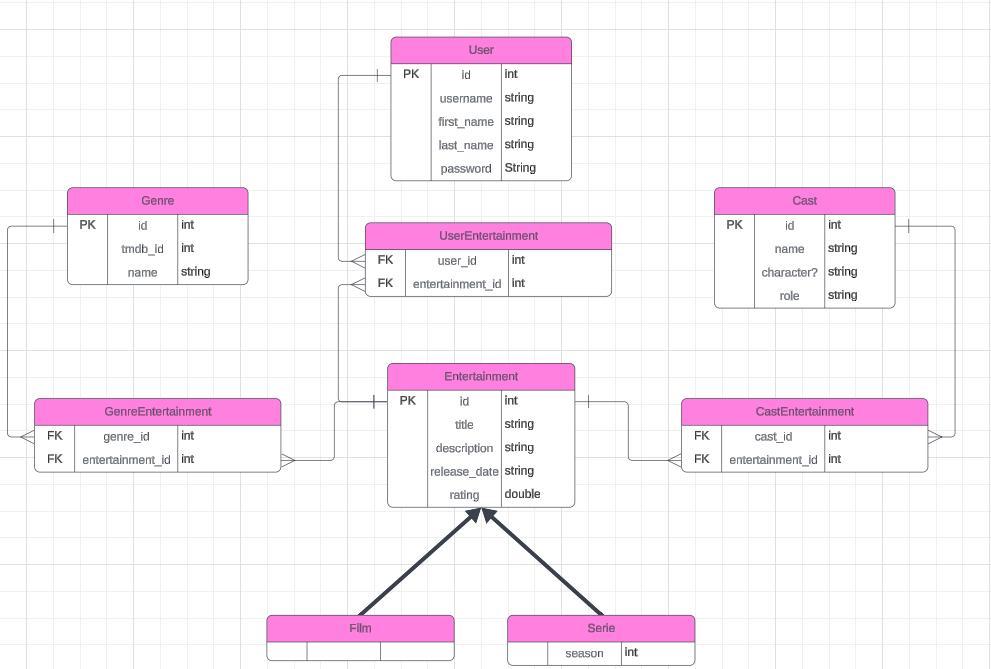 User
PK id int
username string
first_name string
last_name string
password String
Genre
PK id int
tmdb_id int
name string
Cast
PK id int
name string
character? string
role string
UserEntertainment
FK user_id int
FK entertainment_id int
Entertainment
PK id int
title string
description string
release_date string
rating double
GenreEntertainment
FK genre_id int
FK entertainment_id int
CastEntertainment
FK cast_id int
FK entertainment_id int
Film
Serie
season int